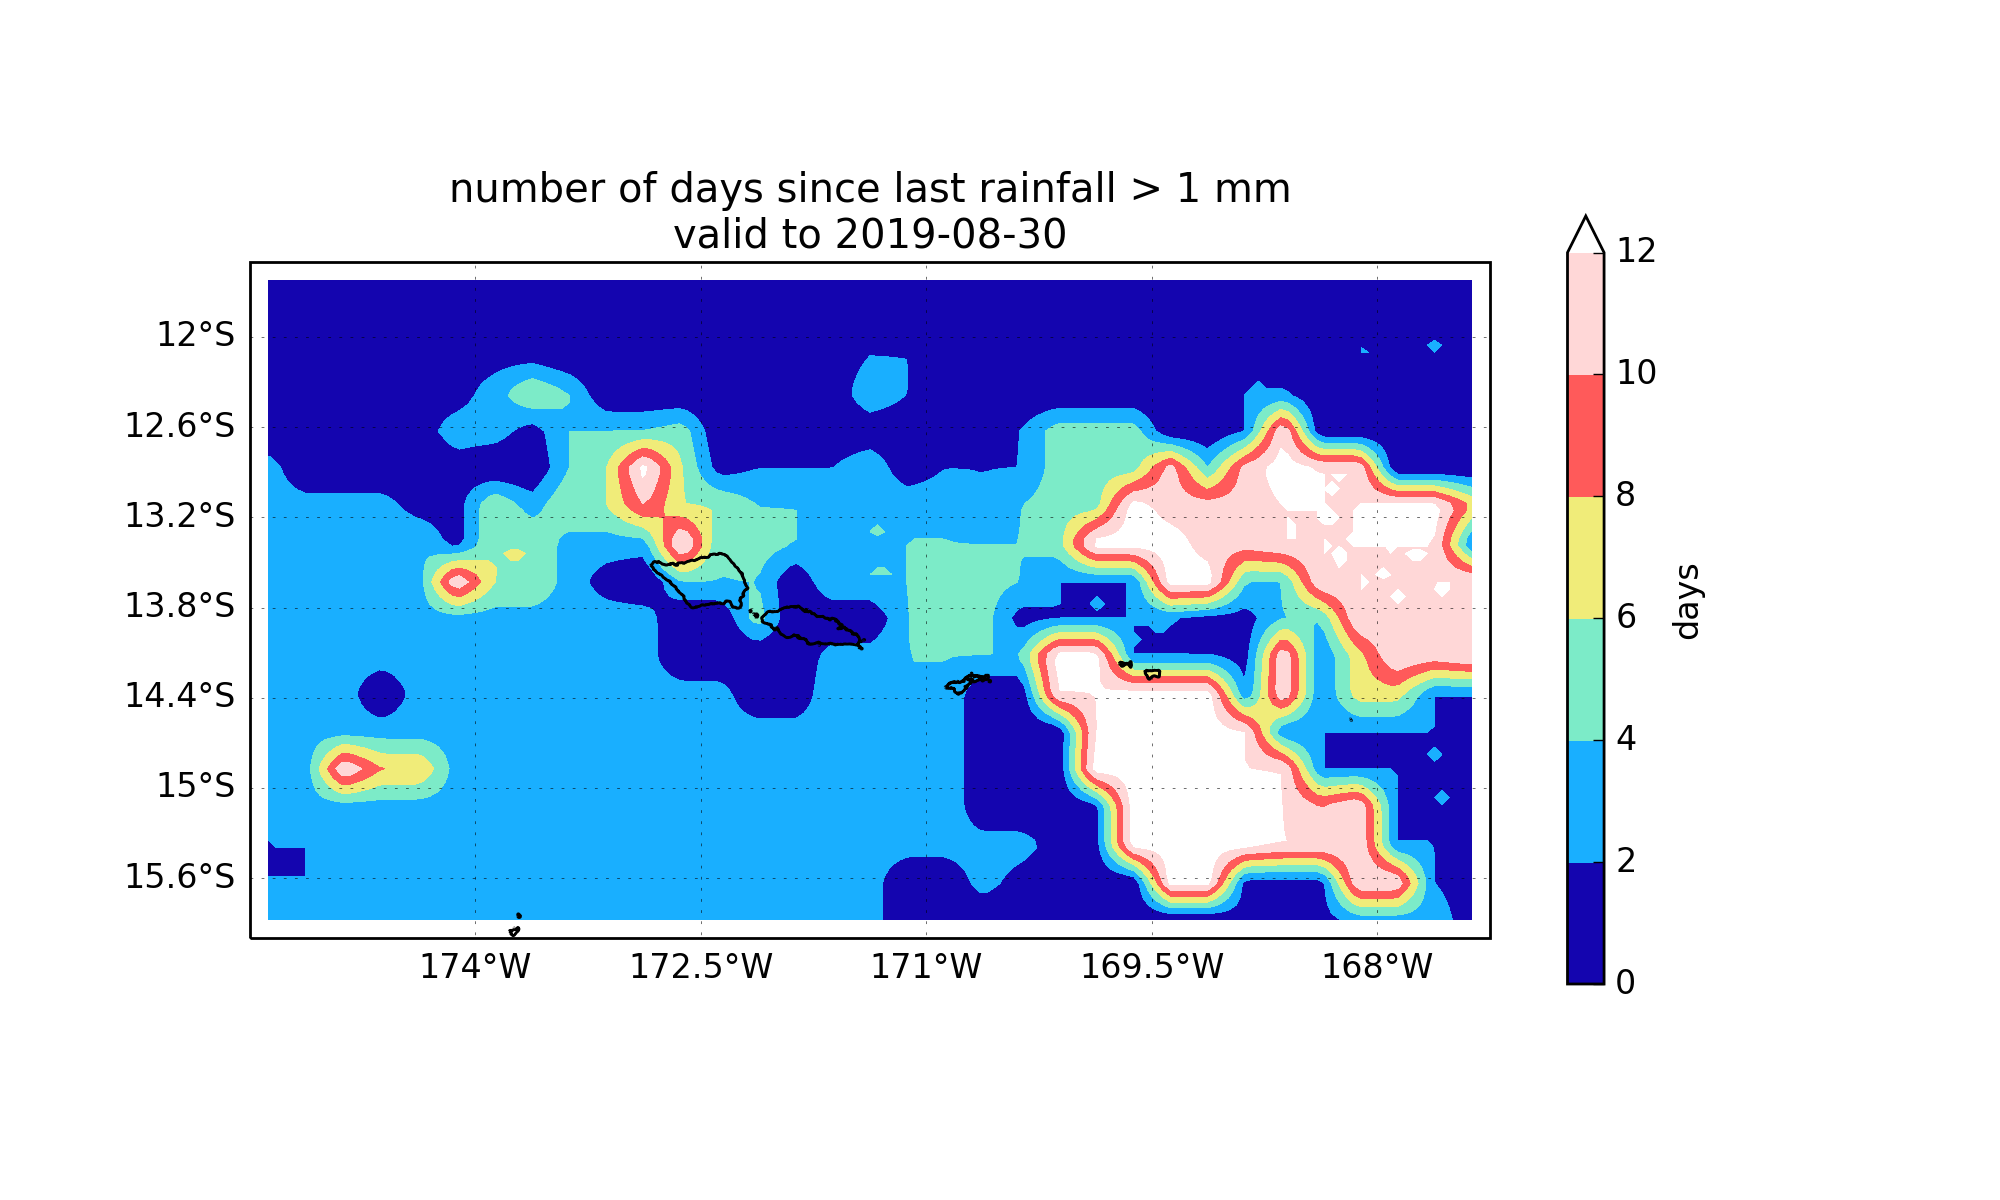 number of days since last rainfall > 1 mm
valid to 2019-08-30
12°S
12.6°S
13.2°S
13.8°S
14.4°S
15°S
15.6°S
174°W
172.5°W
171°W
169.5°W
168°W
12
10
8
6
4
2
0
days